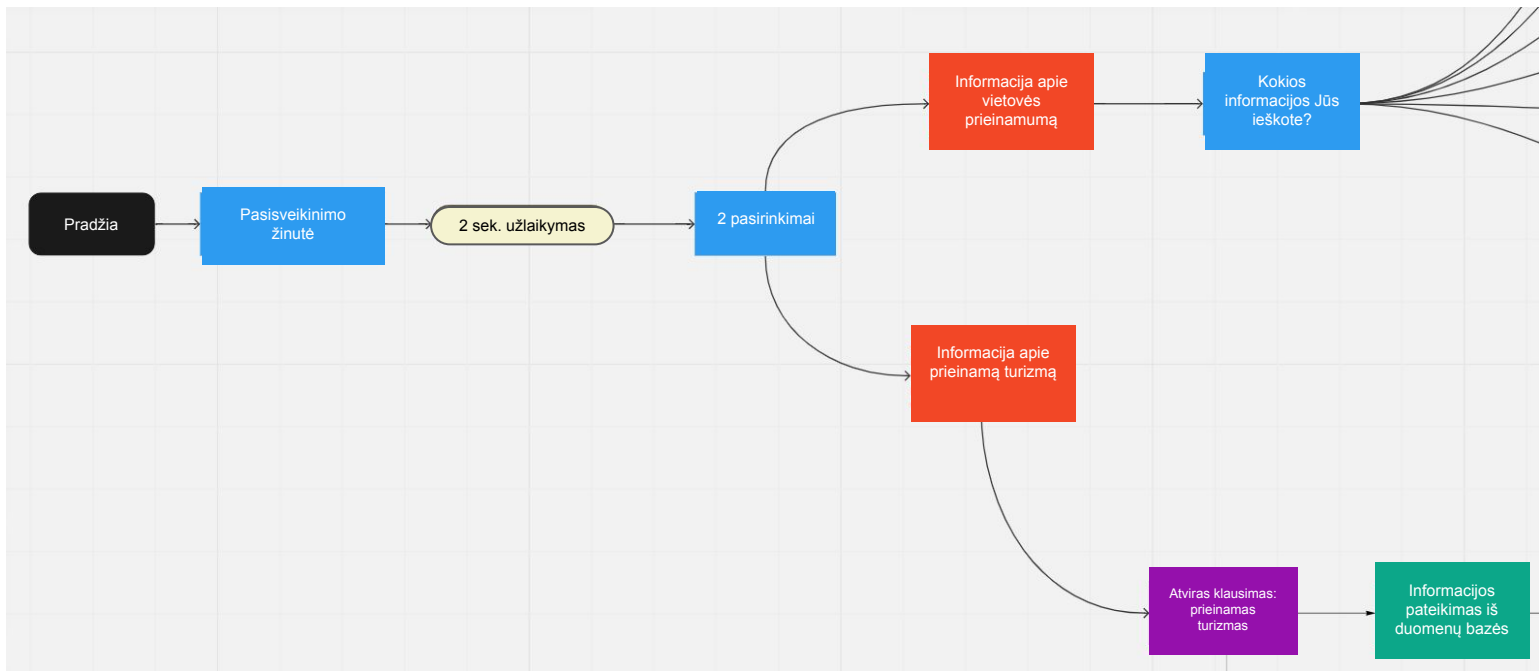 Pradžia
Pasisveikinimo
žinutė
2 sek. užlaikymas
2 pasirinkimai
Informacija apie
vietovės
prieinamumą
Kokios
informacijos Jūs
ieškote?
Informacija apie
prieinamą turizmą
Atviras klausimas:
prieinamas
turizmas
Informacijos
pateikimas iš
duomenų bazės